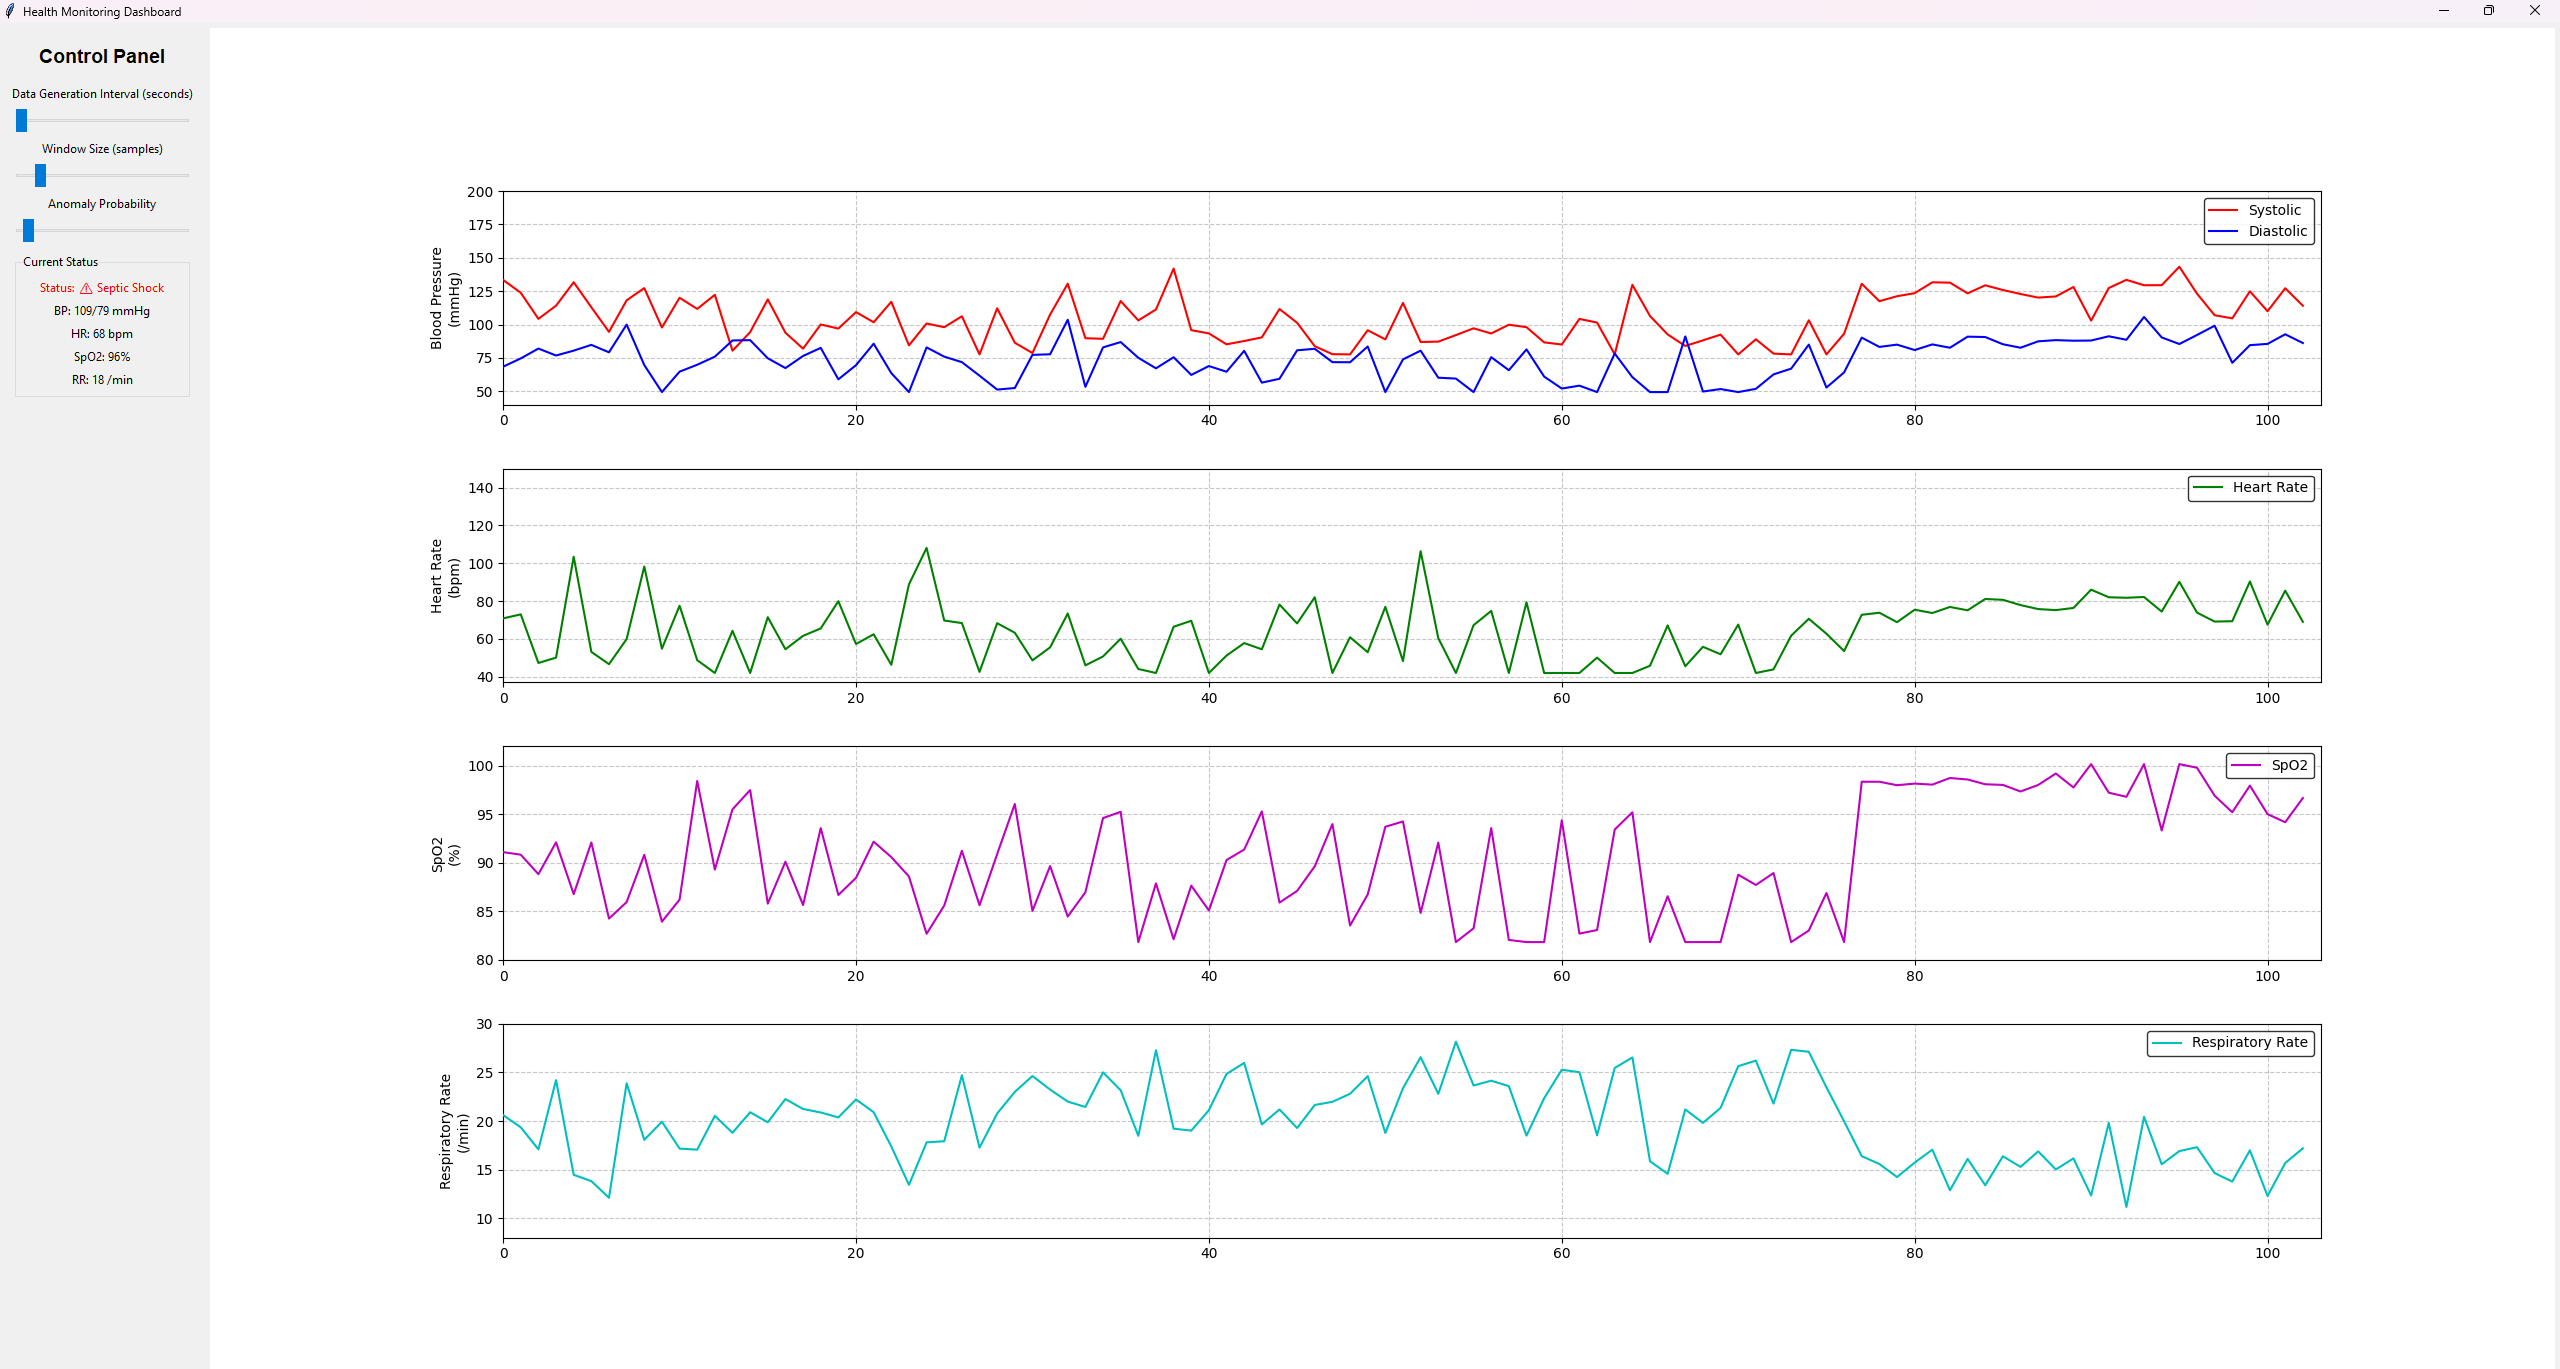 Health Monitoring Dashboard
Control Panel
Data Generation Interval (seconds)
Window Size (samples)
Anomaly Probability
Current Status
Status: ⚠ Septic Shock
BP: 109/79 mmHg
HR: 68 bpm
SpO2: 96%
RR: 18 /min
Blood Pressure
(mmHg)
200
175
150
125
100
75
50
Systolic
Diastolic
0 20 40 60 80 100
Heart Rate
(bpm)
140
120
100
80
60
40
Heart Rate
0 20 40 60 80 100
SpO2
(%)
100
95
90
85
80
SpO2
0 20 40 60 80 100
Respiratory Rate
(/min)
30
25
20
15
10
Respiratory Rate
0 20 40 60 80 100